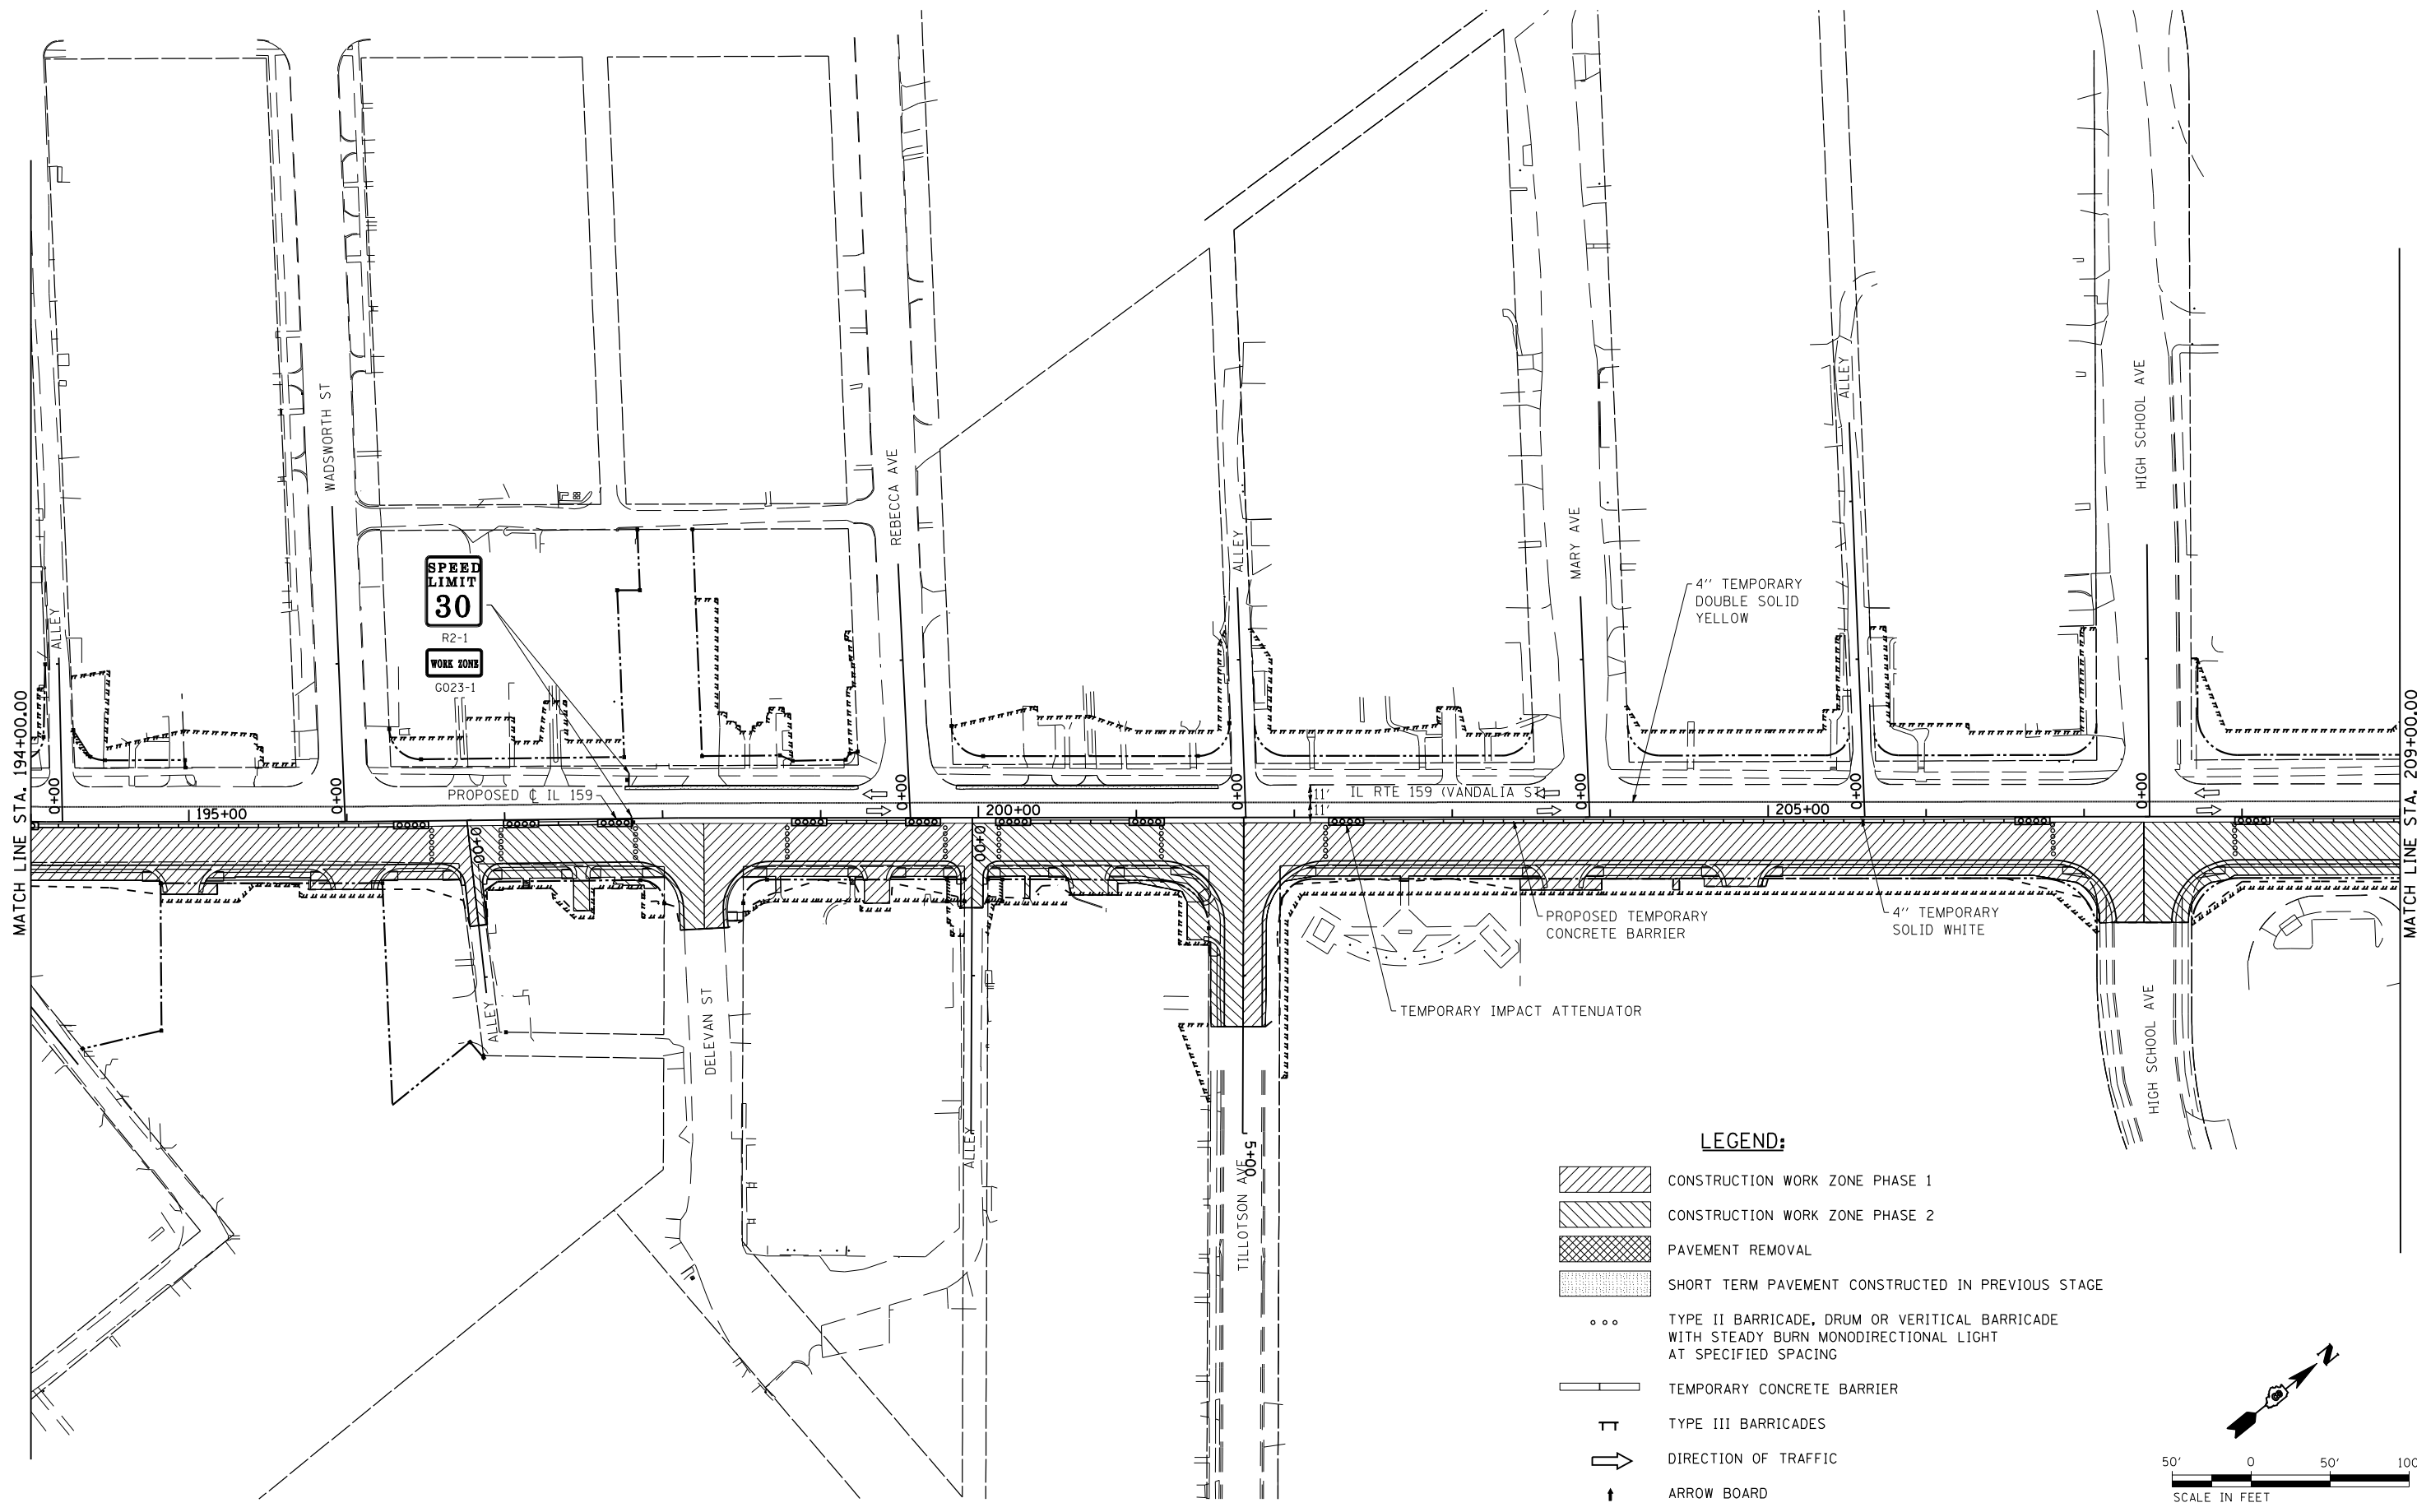 MATCH LINE STA. 194+00.00
ALLEY
0+00
WADSWORTH ST
0+00
SPEED
LIMIT
30
R2-1
WORK ZONE
G023-1
REBECCA AVE
0+00
ALLEY
0+00
MARY AVE
0+00
4'' TEMPORARY
DOUBLE SOLID
YELLOW
ALLEY
0+00
HIGH SCHOOL AVE
0+00
MATCH LINE STA. 209+00.00
PROPOSED ℄ IL 159
IL RTE 159 (VANDALIA ST)
11'
11'
195+00
200+00
205+00
0+00
0+00
ALLEY
DELEVAN ST
ALLEY
5+00
TILLOTSON AVE
PROPOSED TEMPORARY
CONCRETE BARRIER
4'' TEMPORARY
SOLID WHITE
TEMPORARY IMPACT ATTENUATOR
HIGH SCHOOL AVE
LEGEND:
CONSTRUCTION WORK ZONE PHASE 1
CONSTRUCTION WORK ZONE PHASE 2
PAVEMENT REMOVAL
SHORT TERM PAVEMENT CONSTRUCTED IN PREVIOUS STAGE
TYPE II BARRICADE, DRUM OR VERITICAL BARRICADE
WITH STEADY BURN MONODIRECTIONAL LIGHT
AT SPECIFIED SPACING
TEMPORARY CONCRETE BARRIER
TYPE III BARRICADES
DIRECTION OF TRAFFIC
ARROW BOARD
N
50' 0 50' 100
SCALE IN FEET